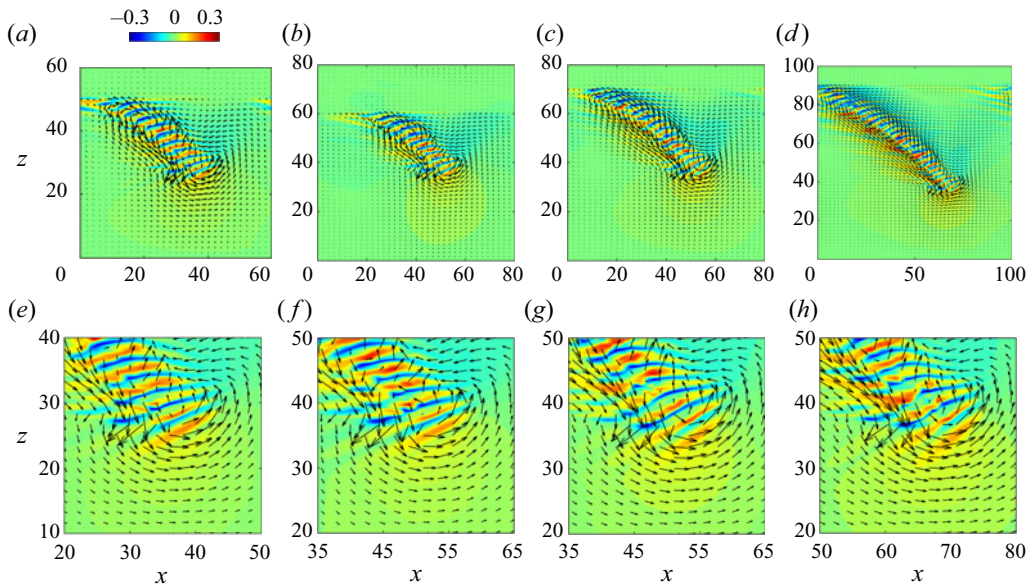 −0.3 0 0.3
(a) (b) (c) (d)
60 80 80 100
80
40 60 60
z 60
40 40
20 40
20 20 20
0 20 40 60 0 20 40 60 80 0 20 40 60 80 0 50 100
(e) (f) (g) (h)
40 50 50 50
30 40 40 40
z
20 30 30 30
10 20 20 20
20 30 40 50 35 45 55 65 35 45 55 65 50 60 70 80
x x x x